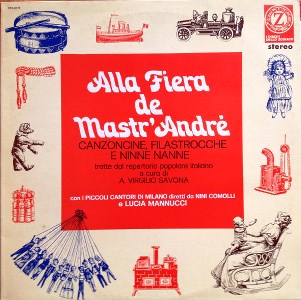 stereo
Alla Fiera
de
Mastr'André
CANZONCINE, FILASTROCCHE
E NINNE NANNE
tratte dal repertorio popolare italiano
a cura di
A. VIRGILIO SAVONA
con I PICCOLI CANTORI DI MILANO diretti da NINI COMOLLI
e LUCIA MANNUCCI